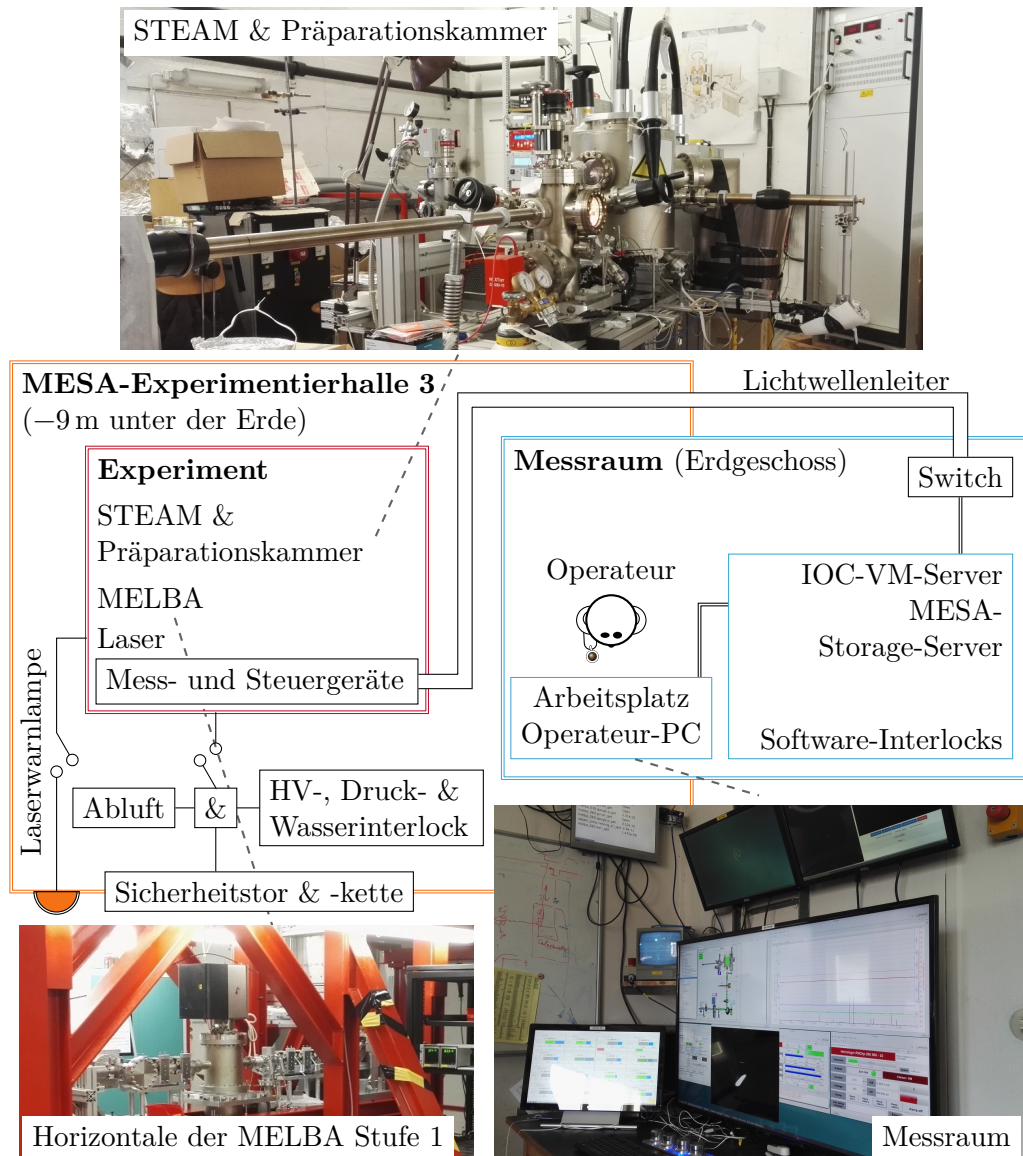 STEAM & Präparationskammer
MESA-Experimentierhalle 3
(−9 m unter der Erde)
Lichtwellenleiter
Experiment
STEAM &
Präparationskammer
MELBA
Laser
Mess- und Steuergeräte
Laserwarnlampe
Abluft
&
HV-, Druck- &
Wasserinterlock
Sicherheitstor & -kette
Messraum (Erdgeschoss)
Switch
Operateur
IOC-VM-Server
MESA-
Storage-Server
Software-Interlocks
Arbeitsplatz
Operateur-PC
Horizontale der MELBA Stufe 1
Messraum